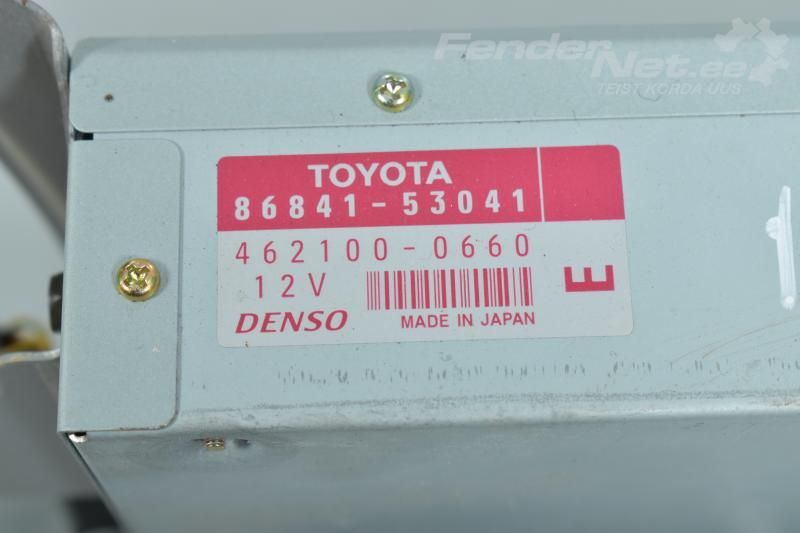 FenderNet.ee
TEIST KORDA UUS
TOYOTA
86841-53041
462100-0660
12V
E
DENSO
MADE IN JAPAN